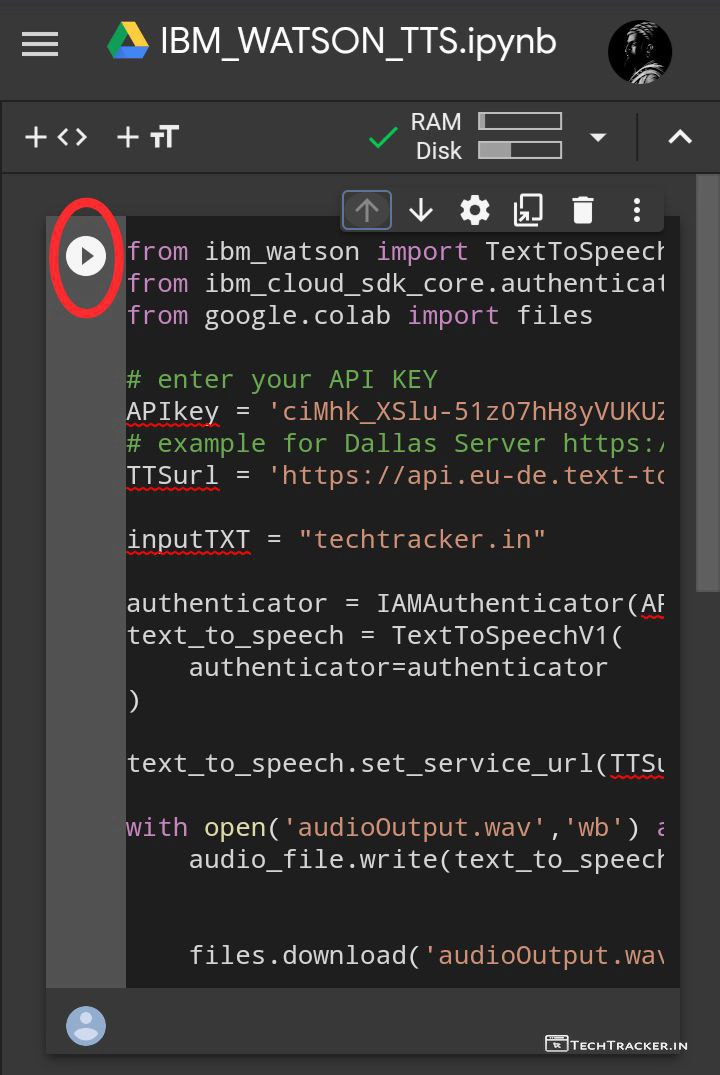 IBM_WATSON_TTS.ipynb
RAM
Disk
from ibm_watson import TextToSpeech
from ibm_cloud_sdk_core.authenticat
from google.colab import files
# enter your API KEY
APIkey = 'ciMhk_XSlu-51zO7hH8yVUKUZ
# example for Dallas Server https:/
TTSurl = 'https://api.eu-de.text-to
inputTXT = "techtracker.in"
authenticator = IAMAuthenticator(AP
text_to_speech = TextToSpeechV1(
    authenticator=authenticator
)
text_to_speech.set_service_url(TTSu
with open('audioOutput.wav','wb') a
    audio_file.write(text_to_speech
    files.download('audioOutput.wav
TECHTRACKER.IN